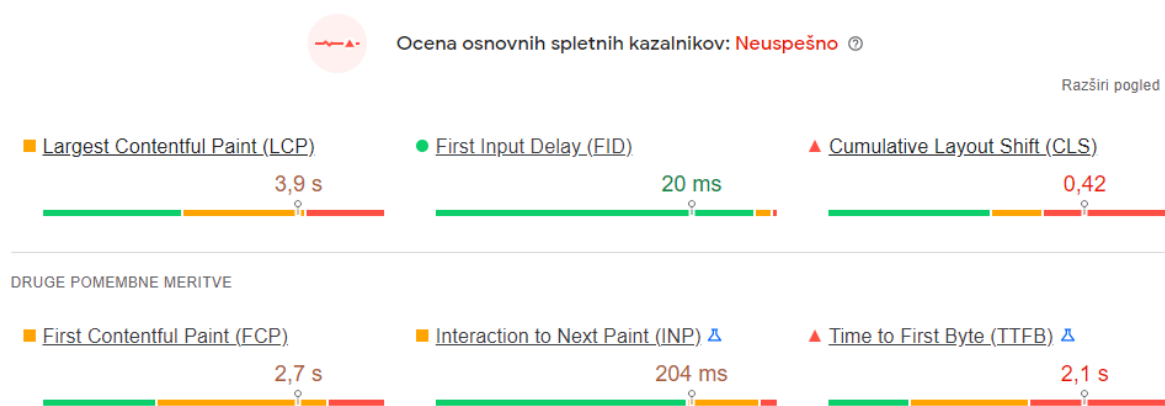 Ocena osnovnih spletnih kazalnikov: Neuspešno
Razširi pogled
Largest Contentful Paint (LCP)
3,9 s
First Input Delay (FID)
20 ms
Cumulative Layout Shift (CLS)
0,42
DRUGE POMEMBNE MERITVE
First Contentful Paint (FCP)
2,7 s
Interaction to Next Paint (INP)
204 ms
Time to First Byte (TTFB)
2,1 s